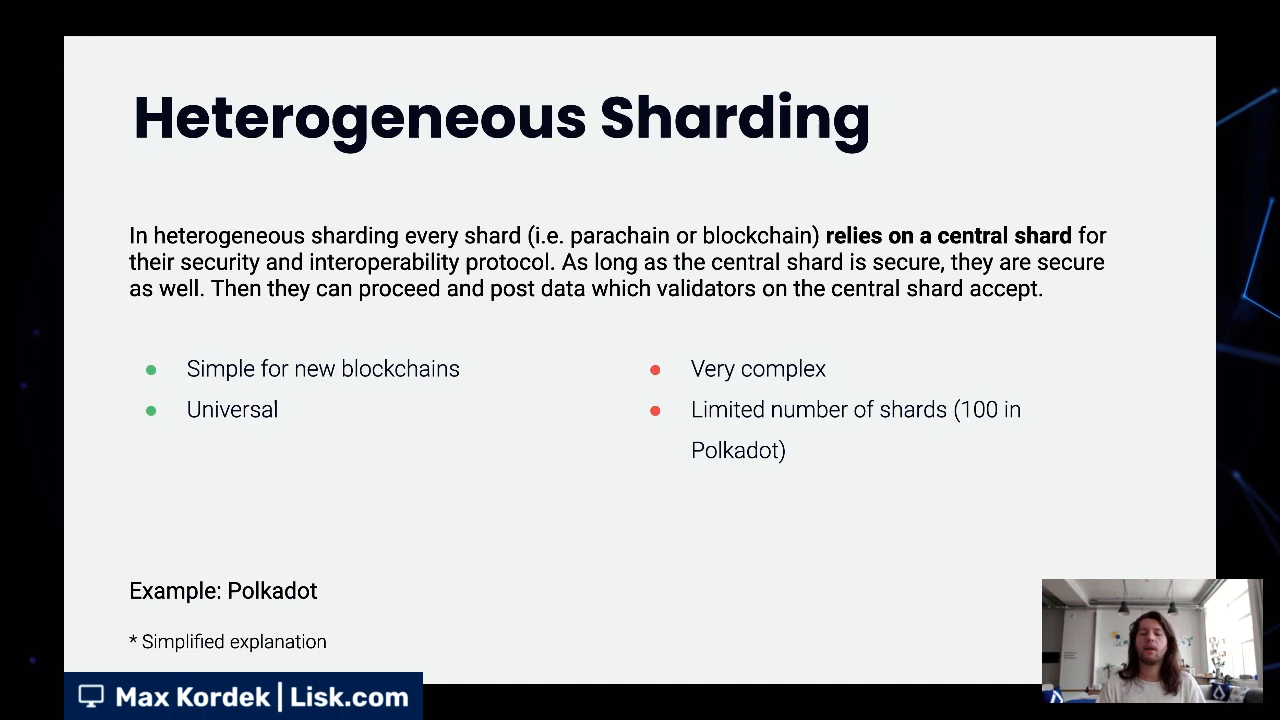 Heterogeneous Sharding
In heterogeneous sharding every shard (i.e. parachain or blockchain) relies on a central shard for
their security and interoperability protocol. As long as the central shard is secure, they are secure
as well. Then they can proceed and post data which validators on the central shard accept.
Simple for new blockchains
Universal
Very complex
Limited number of shards (100 in
Polkadot)
Example: Polkadot
* Simplified explanation
Max Kordek | Lisk.com